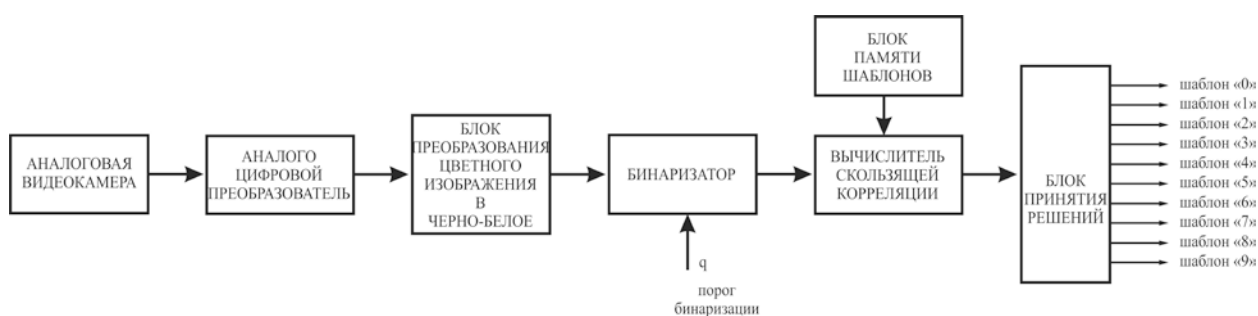 АНАЛОГОВАЯ
ВИДЕОКАМЕРА
АНАЛОГО
ЦИФРОВОЙ
ПРЕОБРАЗОВАТЕЛЬ
БЛОК
ПРЕОБРАЗОВАНИЯ
ЦВЕТНОГО
ИЗОБРАЖЕНИЯ
В
ЧЕРНО-БЕЛОЕ
БИНАРИЗАТОР
q
порог
бинаризации
БЛОК
ПАМЯТИ
ШАБЛОНОВ
ВЫЧИСЛИТЕЛЬ
СКОЛЬЗЯЩЕЙ
КОРРЕЛЯЦИИ
БЛОК
ПРИНЯТИЯ
РЕШЕНИЙ
шаблон «0»
шаблон «1»
шаблон «2»
шаблон «3»
шаблон «4»
шаблон «5»
шаблон «6»
шаблон «7»
шаблон «8»
шаблон «9»